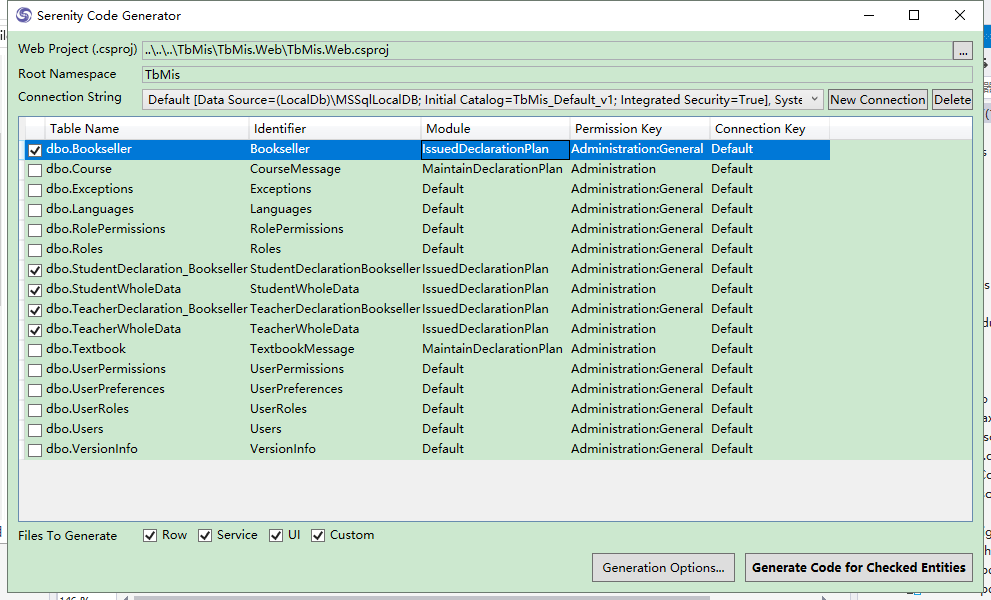 Serenity Code Generator
Web Project (.csproj) ..\..\..\TbMis\TbMis.Web\TbMis.Web.csproj ...
Root Namespace TbMis
Connection String Default [Data Source=(LocalDb)\MSSqlLocalDB; Initial Catalog=TbMis_Default_v1; Integrated Security=True], Syste New Connection Delete
Table Name Identifier Module Permission Key Connection Key
dbo.Bookseller Bookseller IssuedDeclarationPlan Administration:General Default
dbo.Course CourseMessage MaintainDeclarationPlan Administration Default
dbo.Exceptions Exceptions Default Administration:General Default
dbo.Languages Languages Default Administration:General Default
dbo.RolePermissions RolePermissions Default Administration:General Default
dbo.Roles Roles Default Administration:General Default
dbo.StudentDeclaration_Bookseller StudentDeclarationBookseller IssuedDeclarationPlan Administration:General Default
dbo.StudentWholeData StudentWholeData IssuedDeclarationPlan Administration Default
dbo.TeacherDeclaration_Bookseller TeacherDeclarationBookseller IssuedDeclarationPlan Administration:General Default
dbo.TeacherWholeData TeacherWholeData IssuedDeclarationPlan Administration Default
dbo.Textbook TextbookMessage MaintainDeclarationPlan Administration Default
dbo.UserPermissions UserPermissions Default Administration:General Default
dbo.UserPreferences UserPreferences Default Administration:General Default
dbo.UserRoles UserRoles Default Administration:General Default
dbo.Users Users Default Administration:General Default
dbo.VersionInfo VersionInfo Default Administration:General Default
Files To Generate Row Service UI Custom
Generation Options... Generate Code for Checked Entities